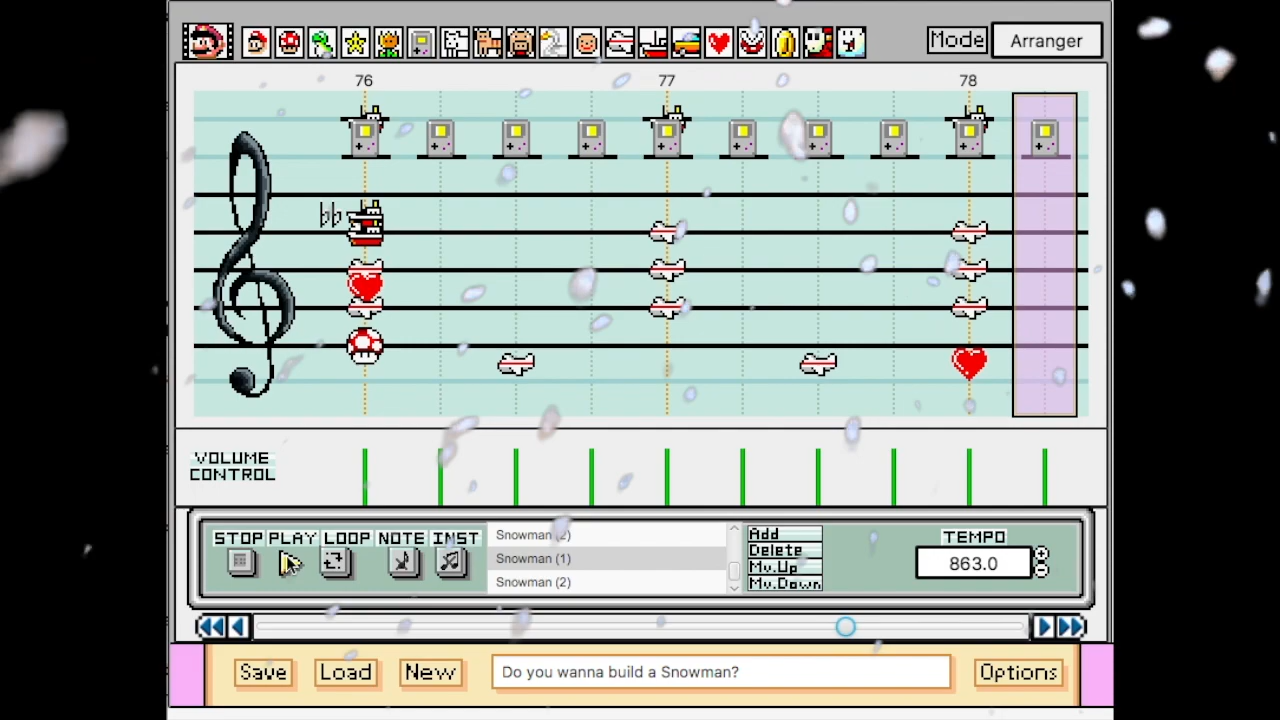 Mode
Arranger
76 77 78
VOLUME
CONTROL
STOP PLAY LOOP NOTE INST
Snowman (2)
Snowman (1)
Snowman (2)
Add
Delete
Mv.Up
Mv.Down
TEMPO
863.0
Save
Load
New
Do you wanna build a Snowman?
Options